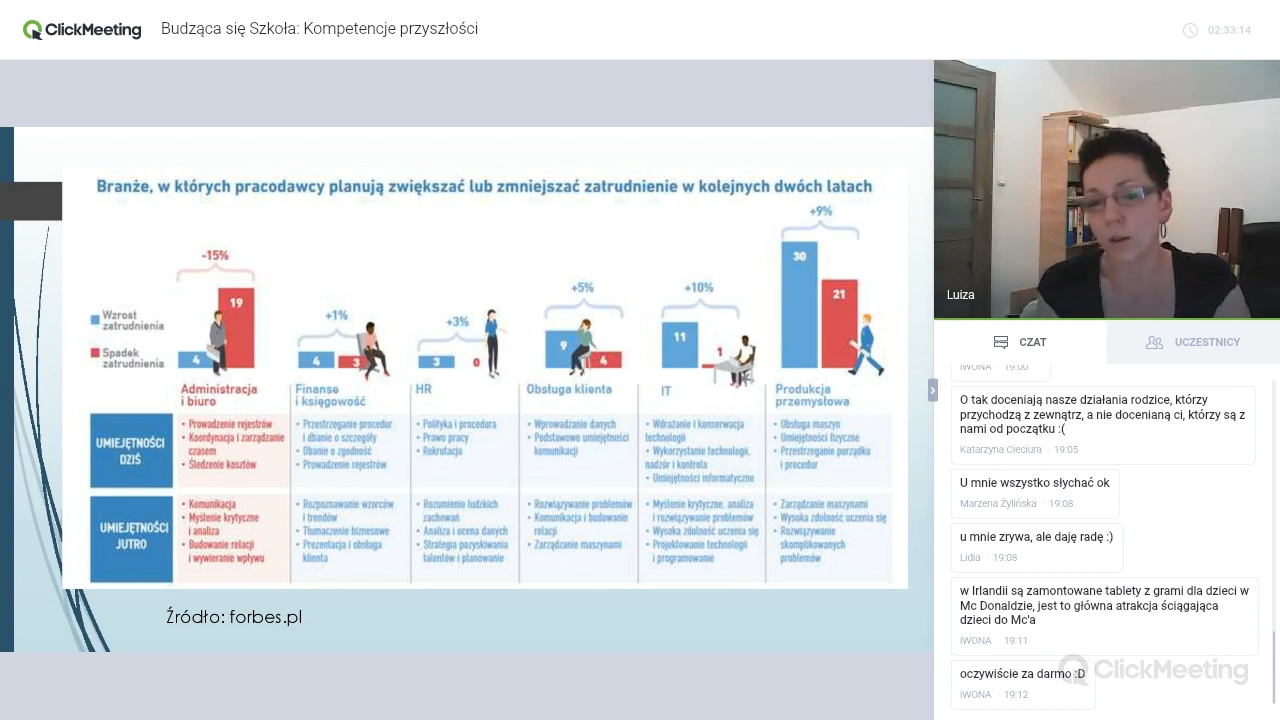 ClickMeeting
Budząca się Szkoła: Kompetencje przyszłości
02:33:14
Branże, w których pracodawcy planują zwiększać lub zmniejszać zatrudnienie w kolejnych dwóch latach
Wzrost
zatrudnienia
Spadek
zatrudnienia
-15%
4
19
+1%
4
3
+3%
3
0
+5%
9
4
+10%
11
1
+9%
30
21
Administracja
i biuro
Finanse
i księgowość
HR
Obsługa klienta
IT
Produkcja
przemysłowa
UMIEJĘTNOŚCI
DZIŚ
• Prowadzenie rejestrów
• Koordynacja i zarządzanie
czasem
• Śledzenie kosztów
• Przestrzeganie procedur
i dbanie o szczegóły
• Dbanie o zgodność
• Prowadzenie rejestrów
• Polityka i procedura
• Prawo pracy
• Rekrutacja
• Wprowadzanie danych
• Podstawowe umiejętności
komunikacji
• Wdrażanie i konserwacja
technologii
• Wykorzystanie technologii,
nadzór i kontrola
• Umiejętności informatyczne
• Obsługa maszyn
• Umiejętności fizyczne
• Przestrzeganie porządku
i procedur
UMIEJĘTNOŚCI
JUTRO
• Komunikacja
• Myślenie krytyczne
i analiza
• Budowanie relacji
i wywieranie wpływu
• Rozpoznawanie wzorców
i trendów
• Tłumaczenie biznesowe
• Prezentacja i obsługa
klienta
• Rozumienie ludzkich
zachowań
• Analiza i ocena danych
• Strategia pozyskiwania
talentów i planowanie
• Rozwiązywanie problemów
• Komunikacja i budowanie
relacji
• Zarządzanie maszynami
• Myślenie krytyczne, analiza
i rozwiązywanie problemów
• Wysoka zdolność uczenia się
• Projektowanie technologii
i programowanie
• Zarządzanie maszynami
• Wysoka zdolność uczenia się
• Rozwiązywanie
skomplikowanych
problemów
Źródło: forbes.pl
Luiza
CZAT
UCZESTNICY
iWONA · 19:00
O tak doceniają nasze działania rodzice, którzy
przychodzą z zewnątrz, a nie docenianą ci, którzy są z
nami od początku :(
Katarzyna Cieciura · 19:05
U mnie wszystko słychać ok
Marzena Żylińska · 19:08
u mnie zrywa, ale daję radę :)
Lidia · 19:08
w Irlandii są zamontowane tablety z grami dla dzieci w
Mc Donaldzie, jest to główna atrakcja ściągająca
dzieci do Mc'a
iWONA · 19:11
oczywiście za darmo :D
iWONA · 19:12
ClickMeeting